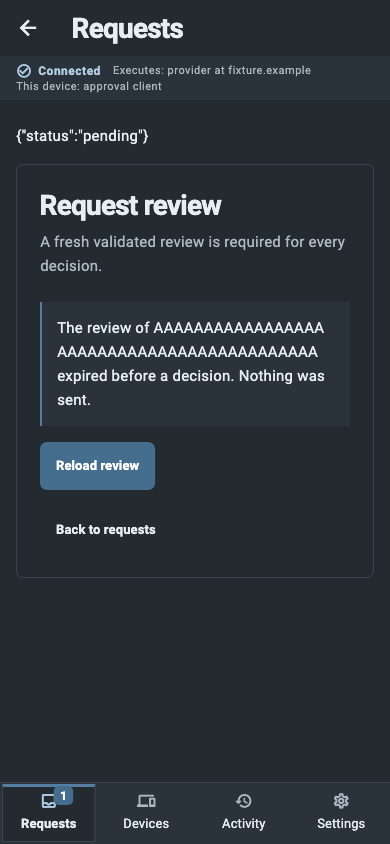 Requests
Connected Executes: provider at fixture.example
This device: approval client
{"status":"pending"}
Request review
A fresh validated review is required for every
decision.
The review of AAAAAAAAAAAAAAAAA
AAAAAAAAAAAAAAAAAAAAAAAAAA
expired before a decision. Nothing was
sent.
Reload review
Back to requests
1
Requests
Devices
Activity
Settings